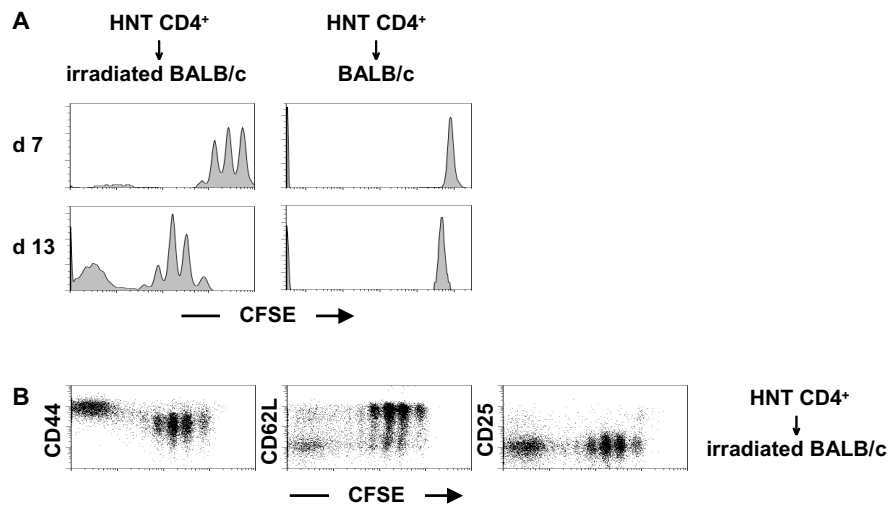 A
HNT CD4⁺
irradiated BALB/c
HNT CD4⁺
BALB/c
d 7
d 13
CFSE
B
CD44
CD62L
CD25
HNT CD4⁺
irradiated BALB/c
CFSE